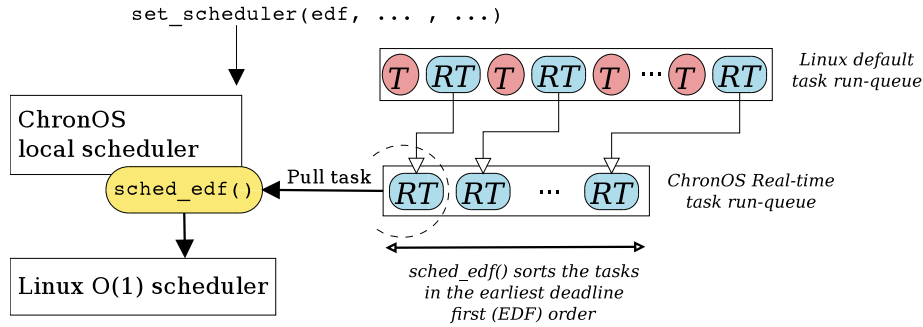 set_scheduler(edf, ... , ...)
T RT T RT T ... T RT
Linux default
task run-queue
ChronOS
local scheduler
sched_edf()
Pull task
RT RT ... RT
ChronOS Real-time
task run-queue
Linux O(1) scheduler
sched_edf() sorts the tasks
in the earliest deadline
first (EDF) order